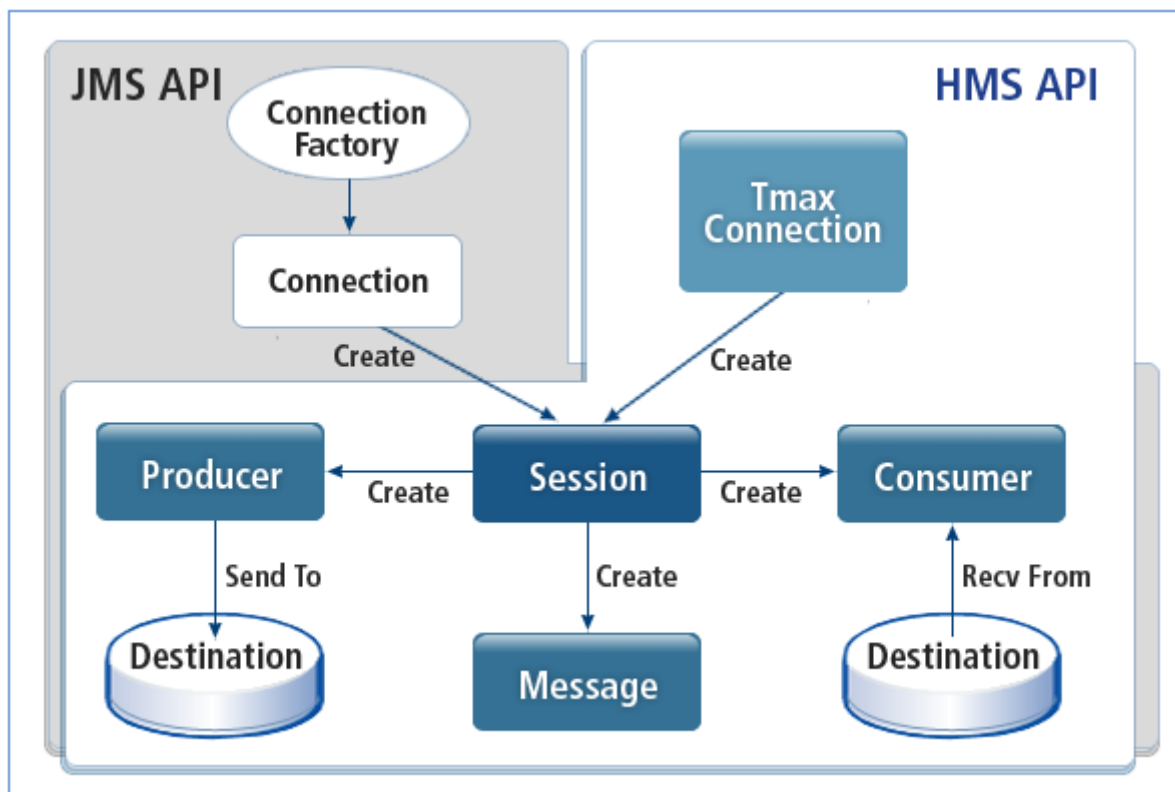 JMS API
HMS API
Connection
Factory
Tmax
Connection
Connection
Create
Create
Producer
Session
Consumer
Create
Create
Send To
Create
Recv From
Destination
Message
Destination